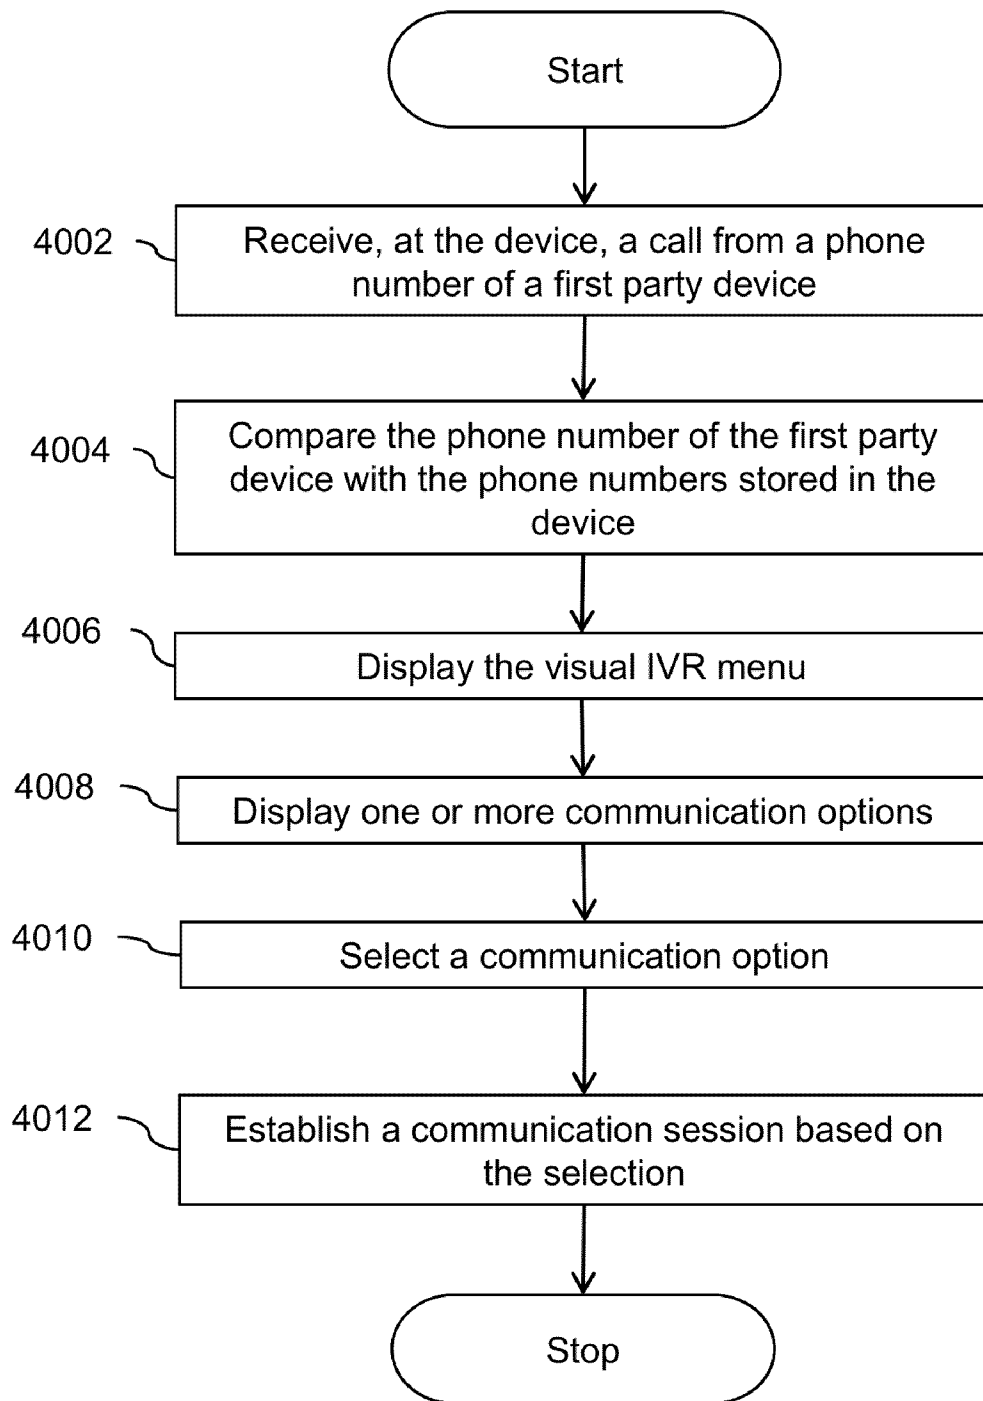 Start
4002
Receive, at the device, a call from a phone
number of a first party device
4004
Compare the phone number of the first party
device with the phone numbers stored in the
device
4006
Display the visual IVR menu
4008
Display one or more communication options
4010
Select a communication option
4012
Establish a communication session based on
the selection
Stop